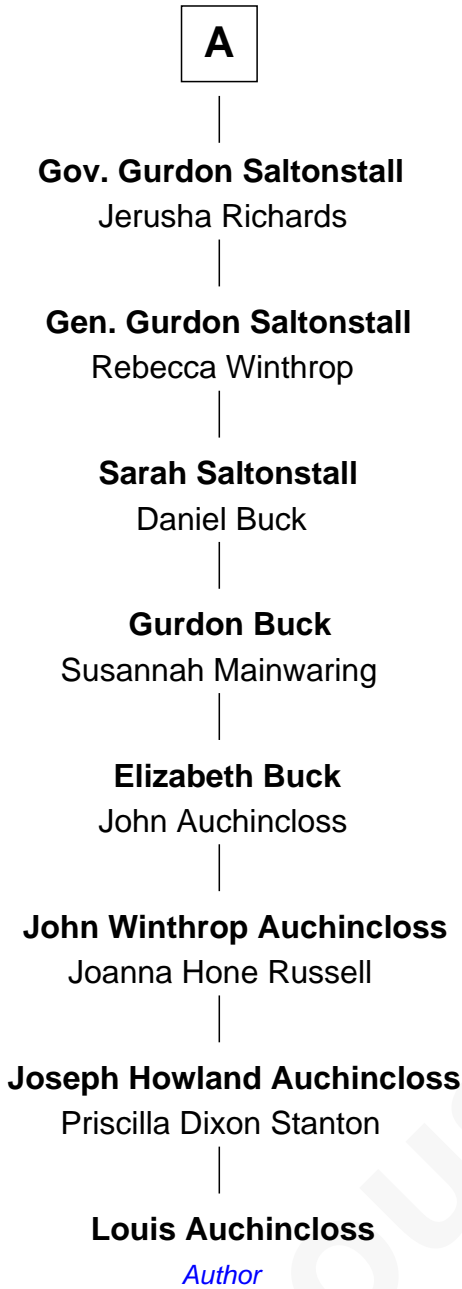 A
Gov. Gurdon Saltonstall
Jerusha Richards
Gen. Gurdon Saltonstall
Rebecca Winthrop
Sarah Saltonstall
Daniel Buck
Gurdon Buck
Susannah Mainwaring
Elizabeth Buck
John Auchincloss
John Winthrop Auchincloss
Joanna Hone Russell
Joseph Howland Auchincloss
Priscilla Dixon Stanton
Louis Auchincloss
Author